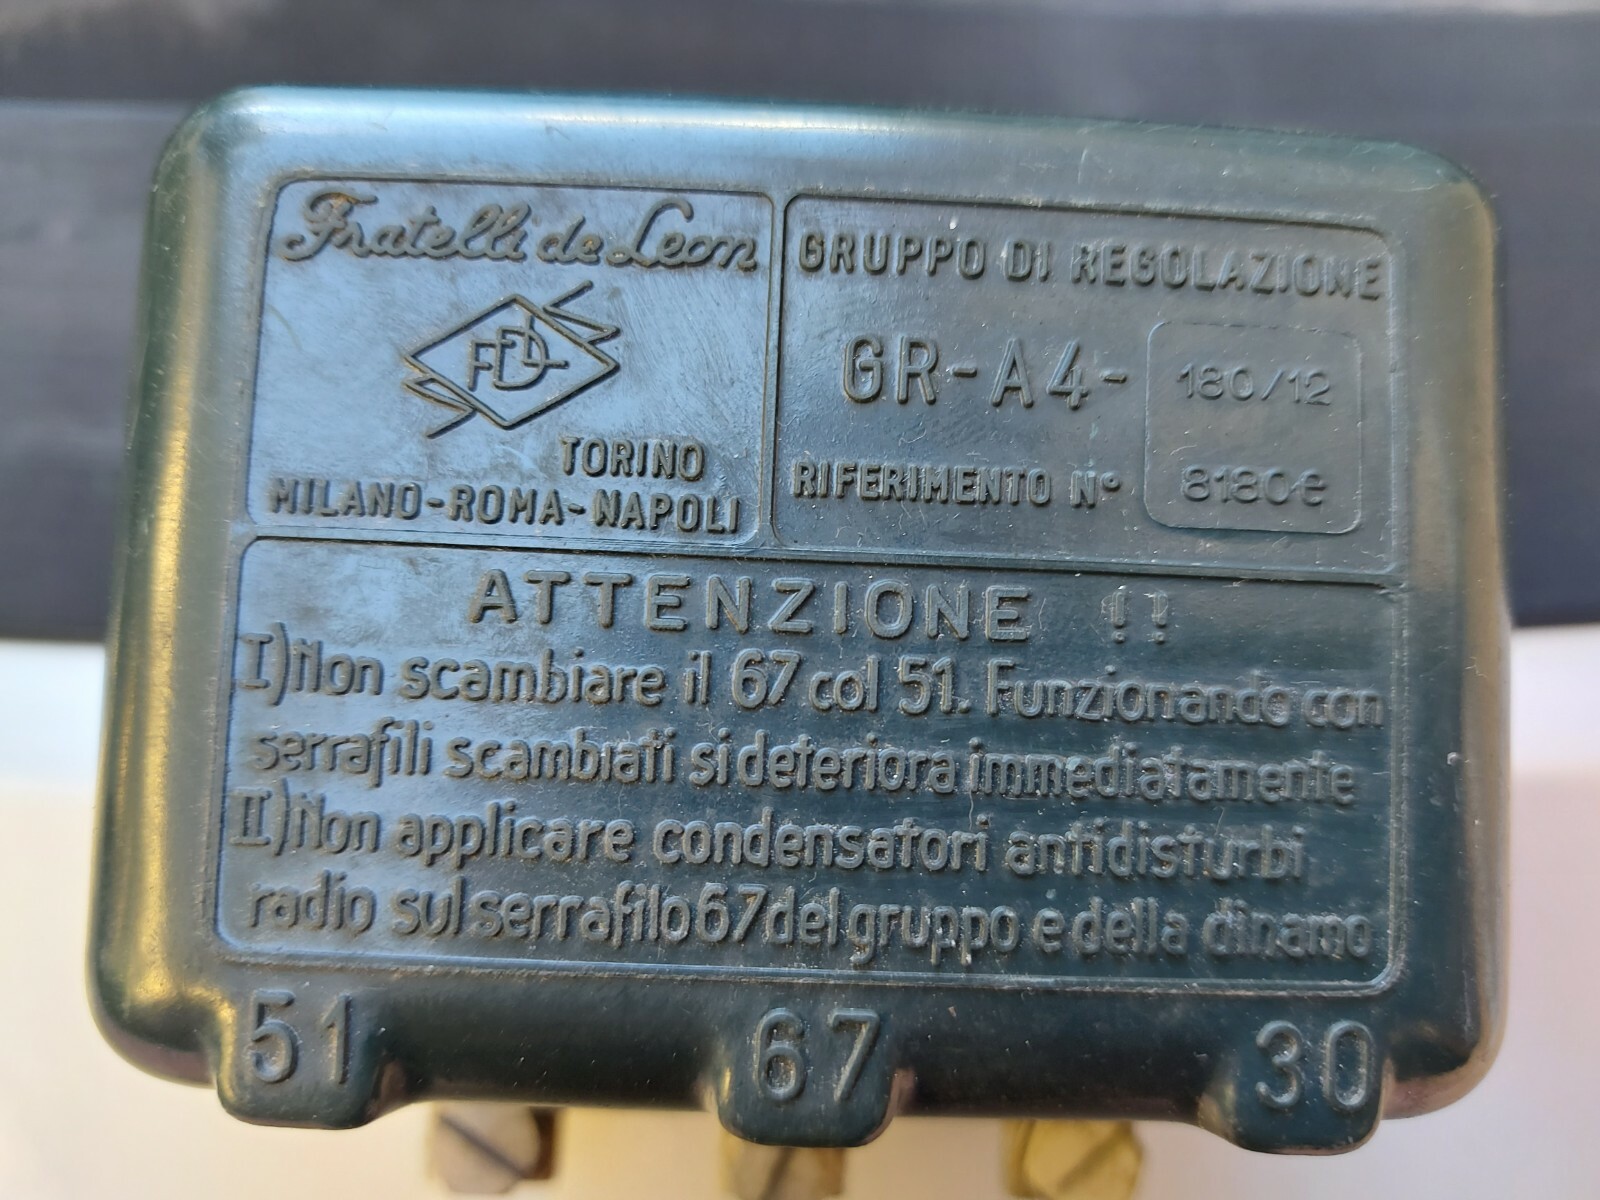 Fratelli de Leon
FDL
TORINO
MILANO-ROMA-NAPOLI
GRUPPO DI REGOLAZIONE
GR-A4- 180/12
RIFERIMENTO N° 8180e
ATTENZIONE !!
I) Non scambiare il 67 col 51. Funzionando con
serrafili scambiati si deteriora immediatamente
II) Non applicare condensatori antidisturbi
radio sul serrafilo 67 del gruppo e della dinamo
51 67 30